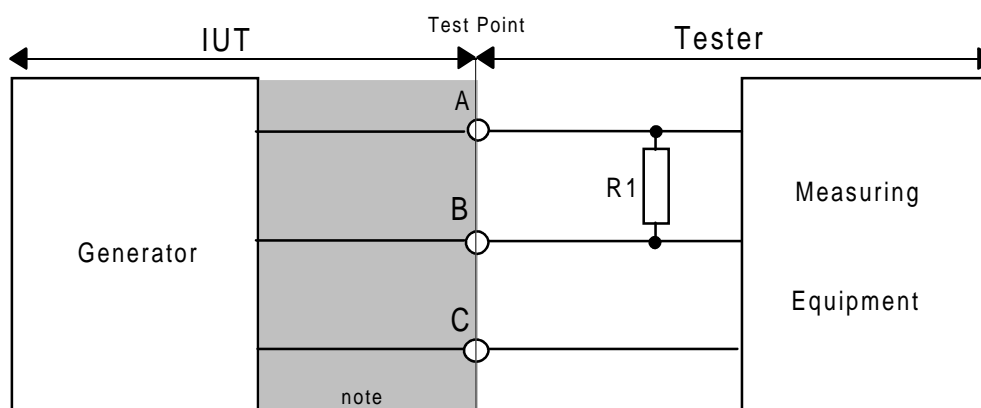 IUT
Test Point
Tester
A
R1
Measuring
B
Generator
Equipment
C
note